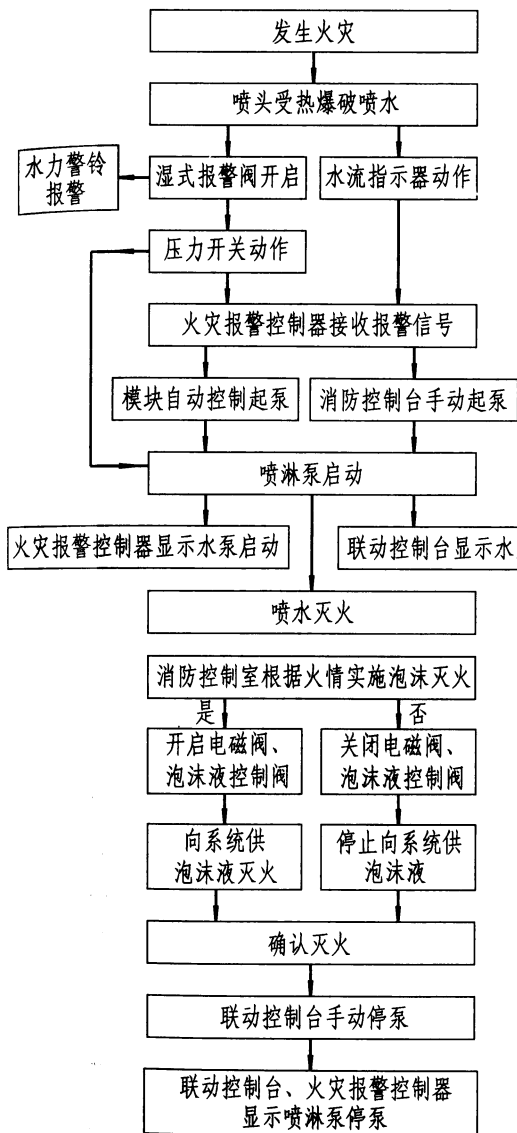 发生火灾
喷头受热爆破喷水
水力警铃
报警
湿式报警阀开启
水流指示器动作
压力开关动作
火灾报警控制器接收报警信号
模块自动控制起泵
消防控制台手动起泵
喷淋泵启动
火灾报警控制器显示水泵启动
联动控制台显示水
喷水灭火
消防控制室根据火情实施泡沫灭火
是
否
开启电磁阀、
泡沫液控制阀
关闭电磁阀、
泡沫液控制阀
向系统供
泡沫液灭火
停止向系统供
泡沫液
确认灭火
联动控制台手动停泵
联动控制台、火灾报警控制器
显示喷淋泵停泵